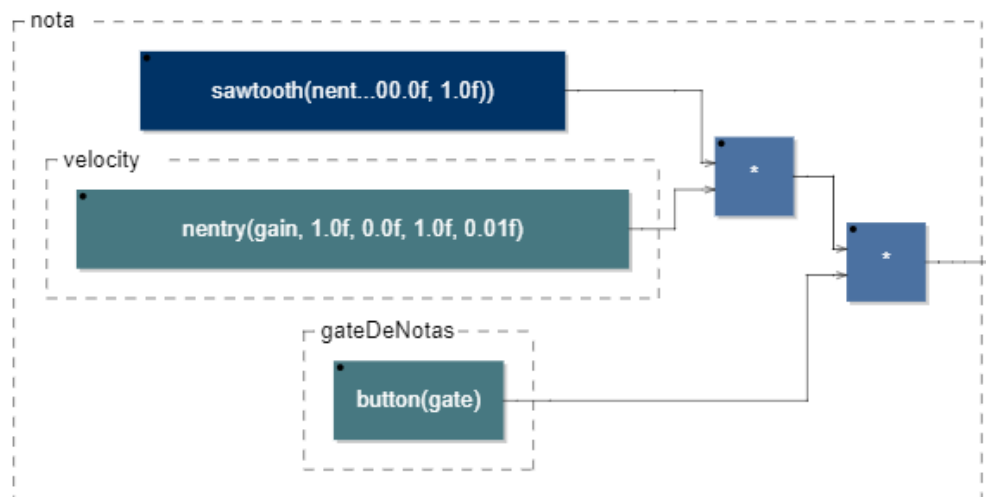 nota
sawtooth(nent...00.0f, 1.0f))
velocity
*
nentry(gain, 1.0f, 0.0f, 1.0f, 0.01f)
*
gateDeNotas
button(gate)